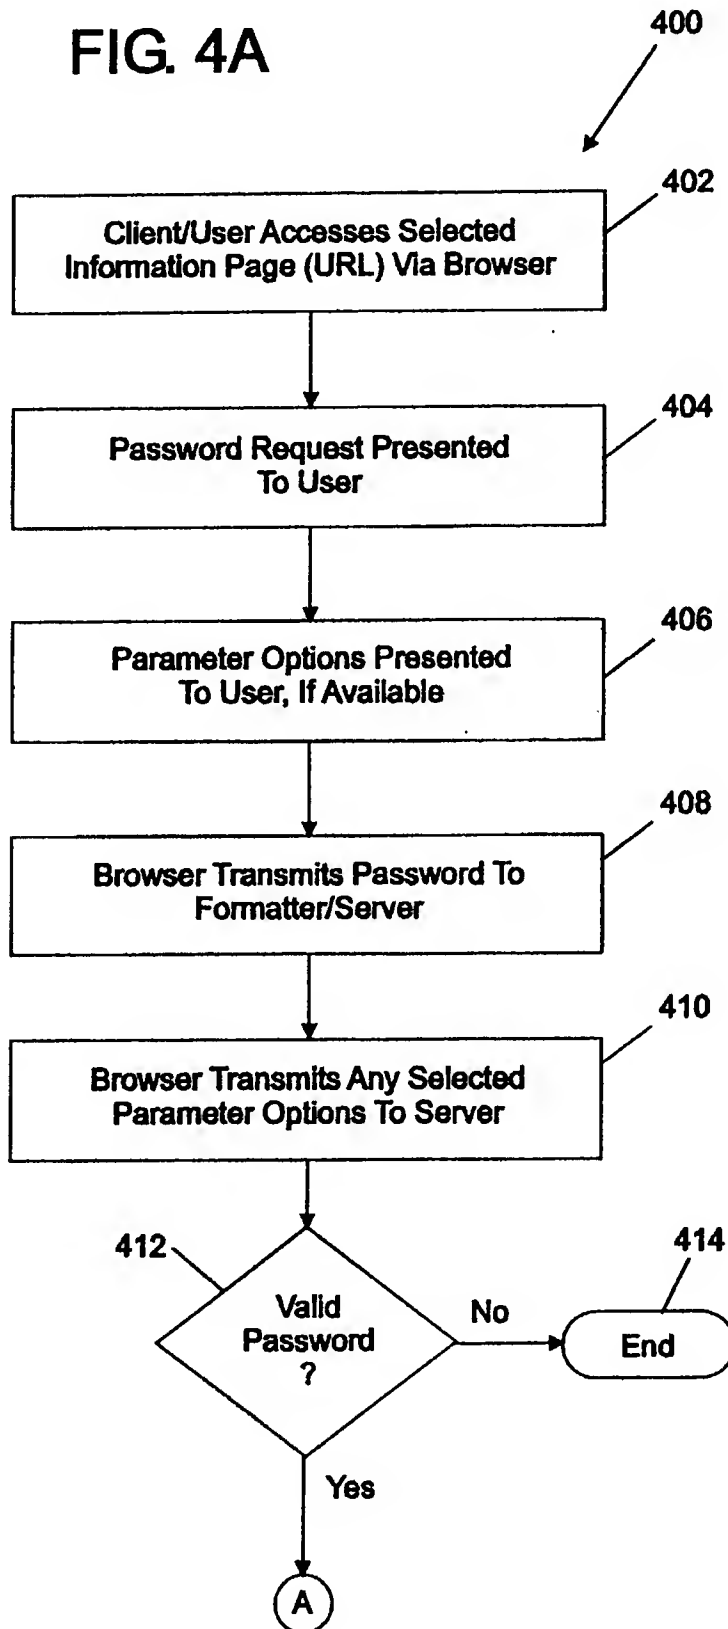 FIG. 4A
400
402
Client/User Accesses Selected
Information Page (URL) Via Browser
404
Password Request Presented
To User
406
Parameter Options Presented
To User, If Available
408
Browser Transmits Password To
Formatter/Server
410
Browser Transmits Any Selected
Parameter Options To Server
412
Valid
Password
?
No
414
End
Yes
A